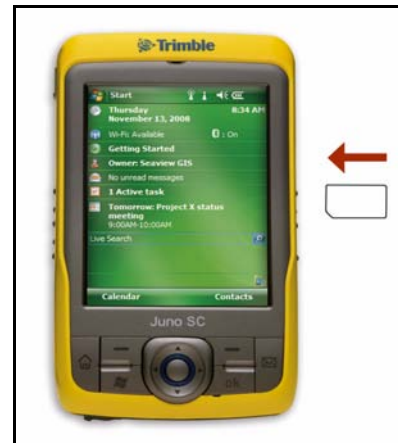 Trimble
Start
Thursday 8:34 AM
November 13, 2008
Wi-Fi: Available : On
Getting Started
Owner: Seaview GIS
No unread messages
1 Active task
Tomorrow: Project X status
meeting
9:00AM-10:00AM
Live Search
Calendar Contacts
Juno SC
ok